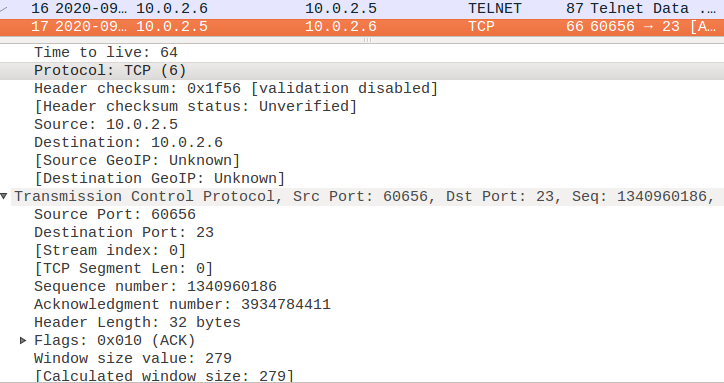 16 2020-09… 10.0.2.6 10.0.2.5 TELNET 87 Telnet Data ...
17 2020-09… 10.0.2.5 10.0.2.6 TCP 66 60656 → 23 [A…
Time to live: 64
Protocol: TCP (6)
Header checksum: 0x1f56 [validation disabled]
[Header checksum status: Unverified]
Source: 10.0.2.5
Destination: 10.0.2.6
[Source GeoIP: Unknown]
[Destination GeoIP: Unknown]
Transmission Control Protocol, Src Port: 60656, Dst Port: 23, Seq: 1340960186,
Source Port: 60656
Destination Port: 23
[Stream index: 0]
[TCP Segment Len: 0]
Sequence number: 1340960186
Acknowledgment number: 3934784411
Header Length: 32 bytes
Flags: 0x010 (ACK)
Window size value: 279
[Calculated window size: 279]